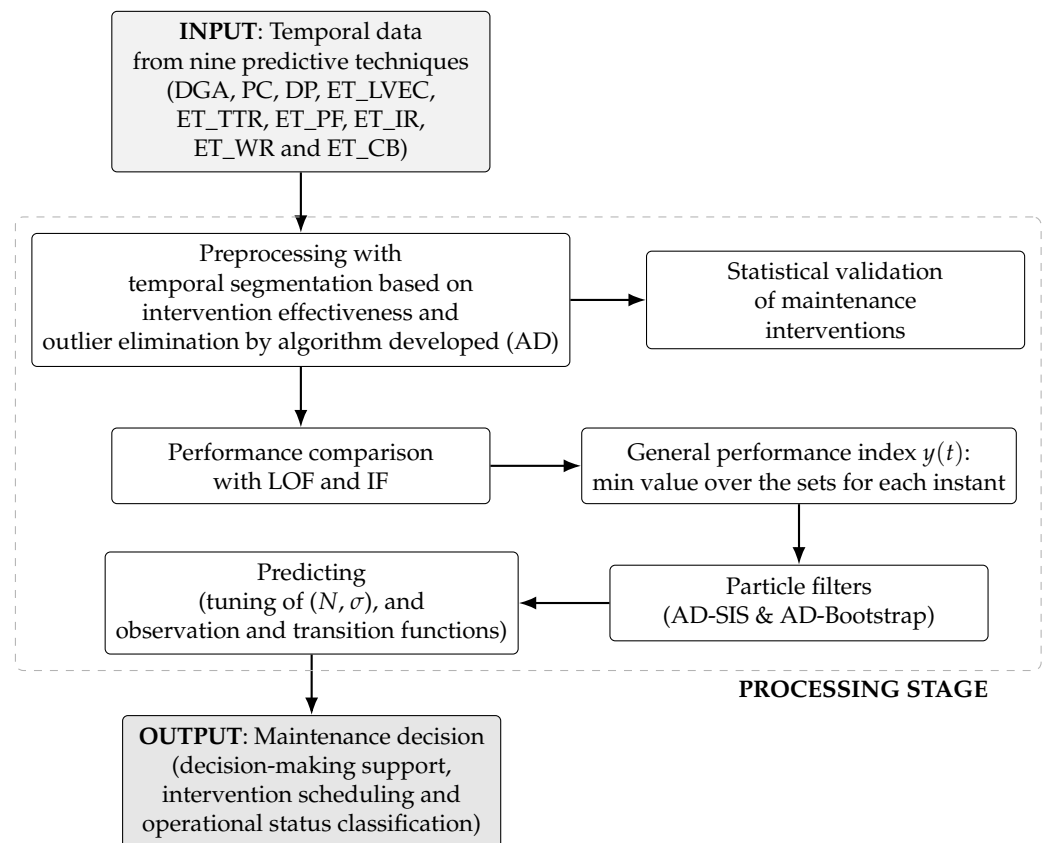 INPUT: Temporal data
from nine predictive techniques
(DGA, PC, DP, ET_LVEC,
ET_TTR, ET_PF, ET_IR,
ET_WR and ET_CB)
Preprocessing with
temporal segmentation based on
intervention effectiveness and
outlier elimination by algorithm developed (AD)
Statistical validation
of maintenance
interventions
Performance comparison
with LOF and IF
General performance index y(t):
min value over the sets for each instant
Predicting
(tuning of (N, σ), and
observation and transition functions)
Particle filters
(AD-SIS & AD-Bootstrap)
PROCESSING STAGE
OUTPUT: Maintenance decision
(decision-making support,
intervention scheduling and
operational status classification)